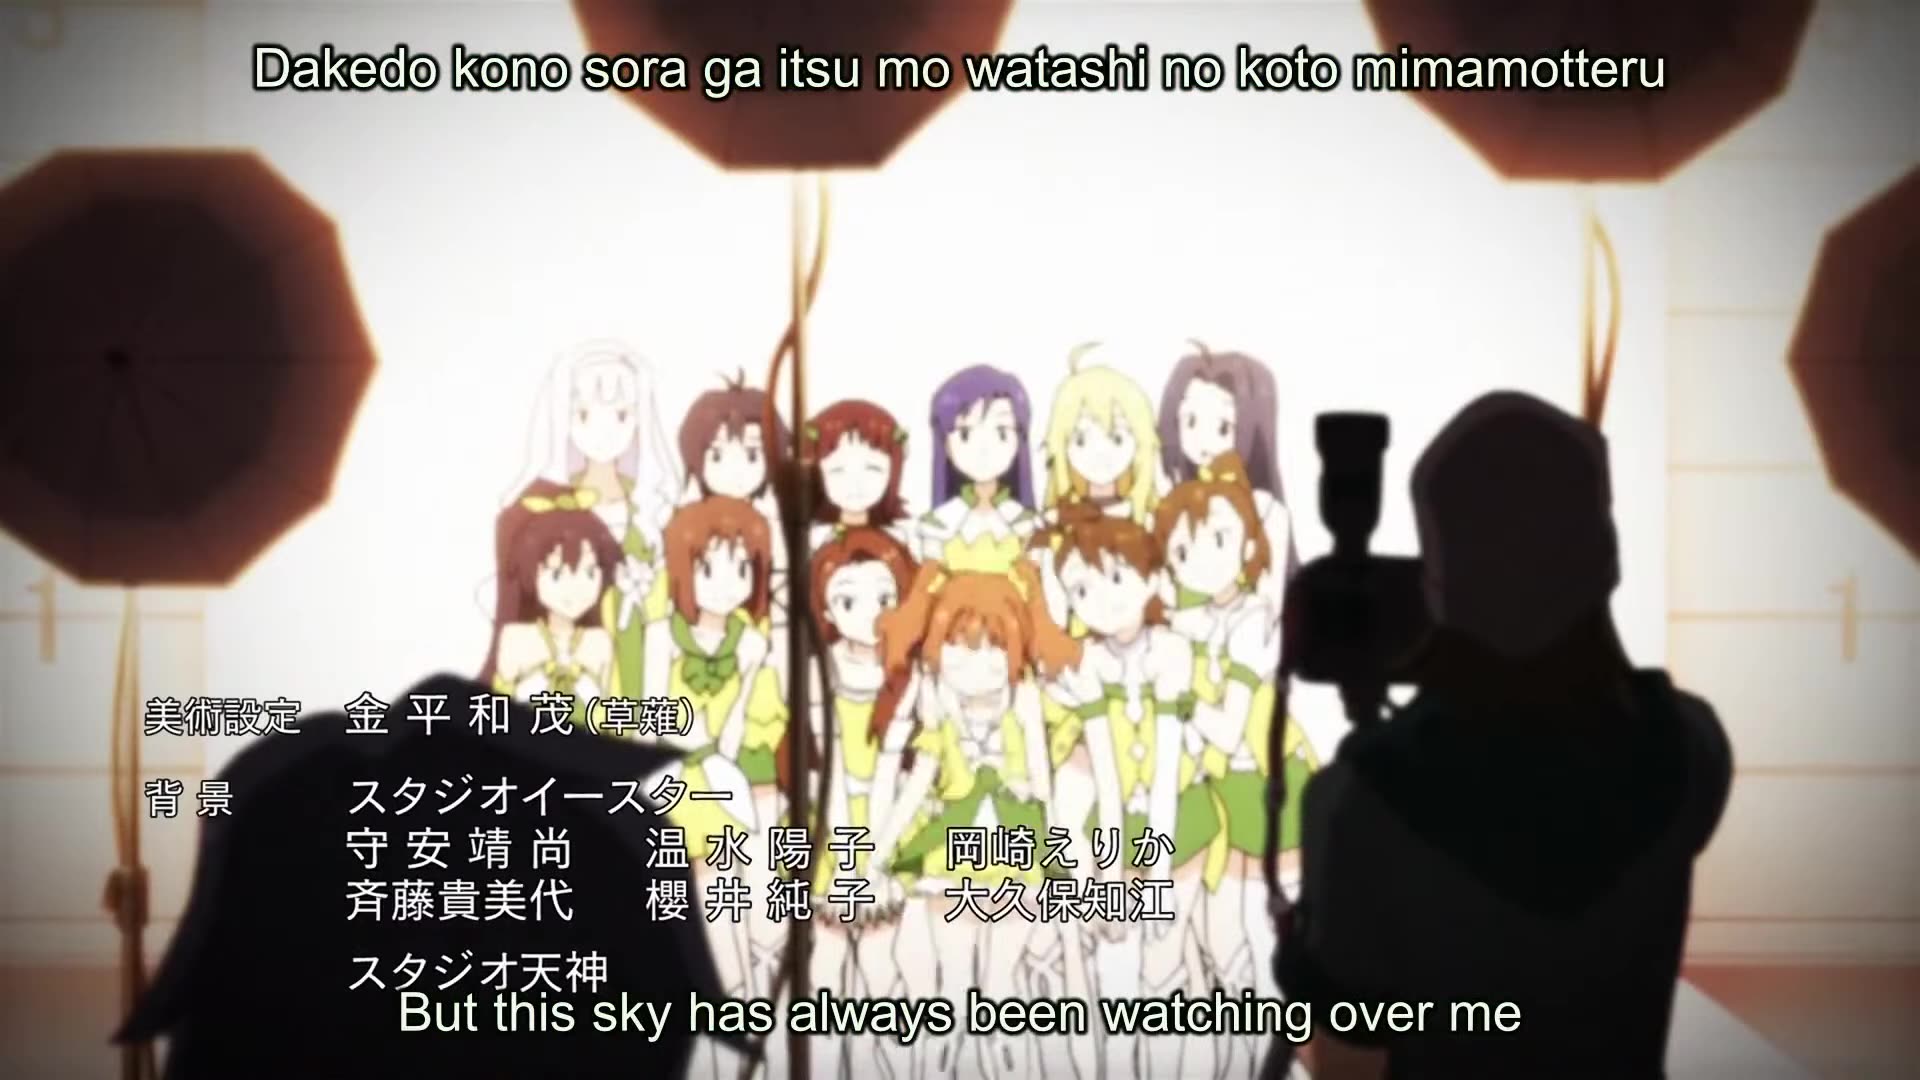 Dakedo kono sora ga itsu mo watashi no koto mimamotteru
美術設定 金平和茂(草薙)
背景 スタジオイースター
守安靖尚 温水陽子 岡崎えりか
斉藤貴美代 櫻井純子 大久保知江
スタジオ天神
But this sky has always been watching over me